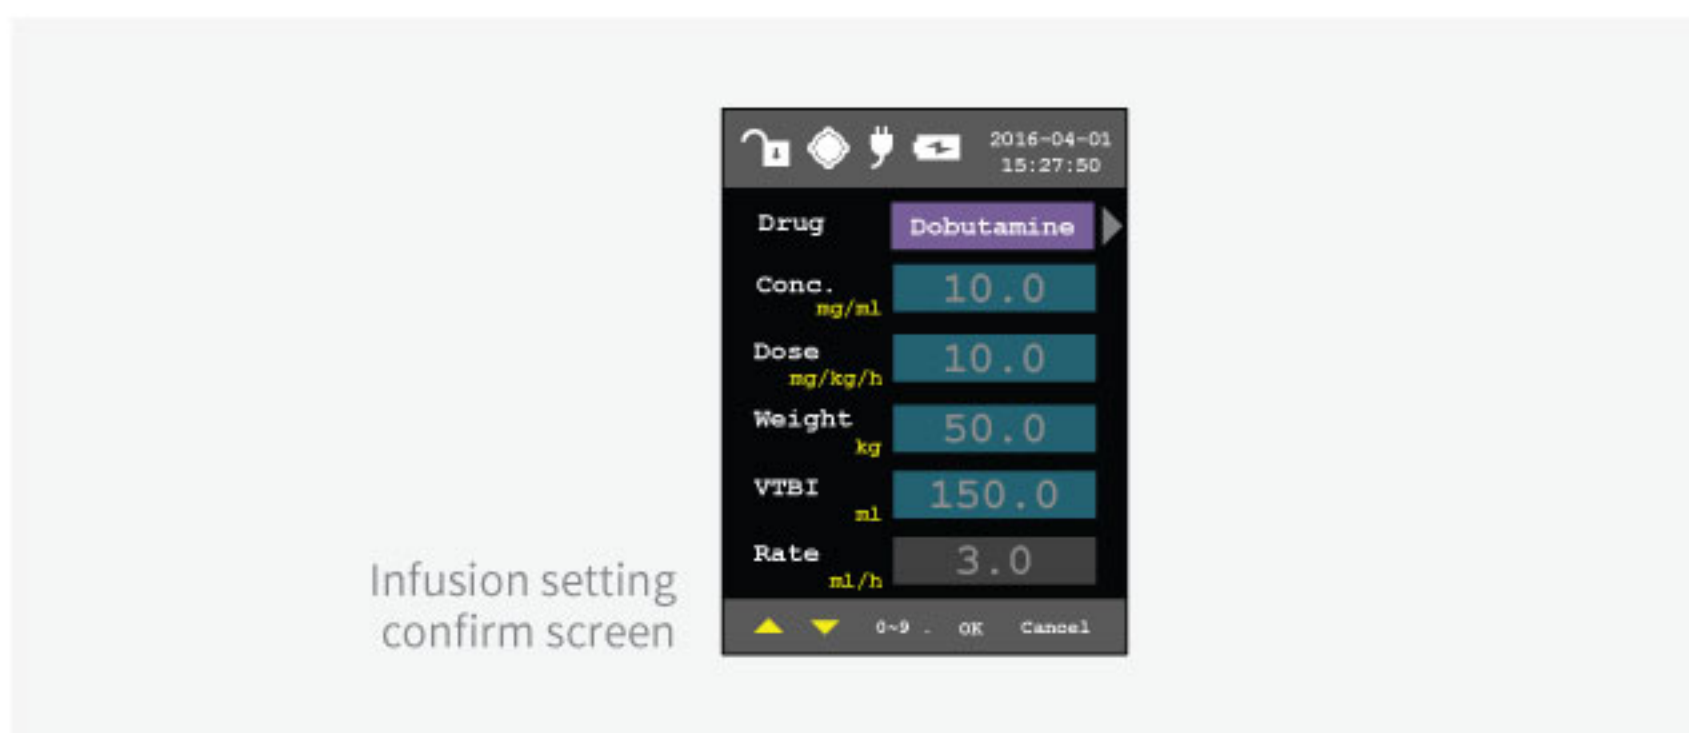 2016-04-01
15:27:50
Drug Dobutamine
Conc. mg/ml 10.0
Dose mg/kg/h 10.0
Weight kg 50.0
VTBI ml 150.0
Rate ml/h 3.0
0~9 . OK Cancel
Infusion setting
confirm screen